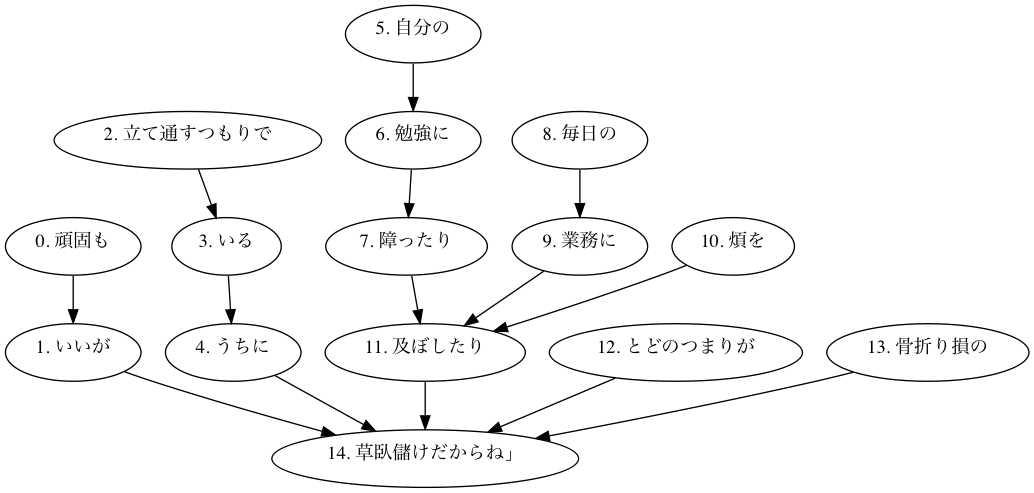 5. 自分の
2. 立て通すつもりで
6. 勉強に
8. 毎日の
0. 頑固も
3. いる
7. 障ったり
9. 業務に
10. 煩を
1. いいが
4. うちに
11. 及ぼしたり
12. とどのつまりが
13. 骨折り損の
14. 草臥儲けだからね」